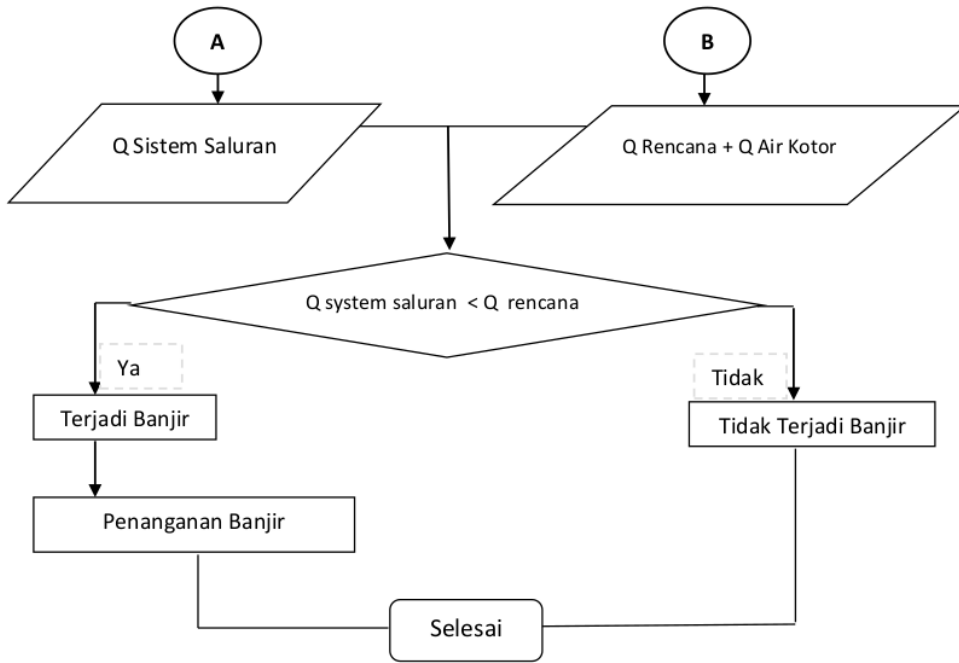 A
B
Q Sistem Saluran
Q Rencana + Q Air Kotor
Q system saluran < Q rencana
Ya
Tidak
Terjadi Banjir
Tidak Terjadi Banjir
Penanganan Banjir
Selesai